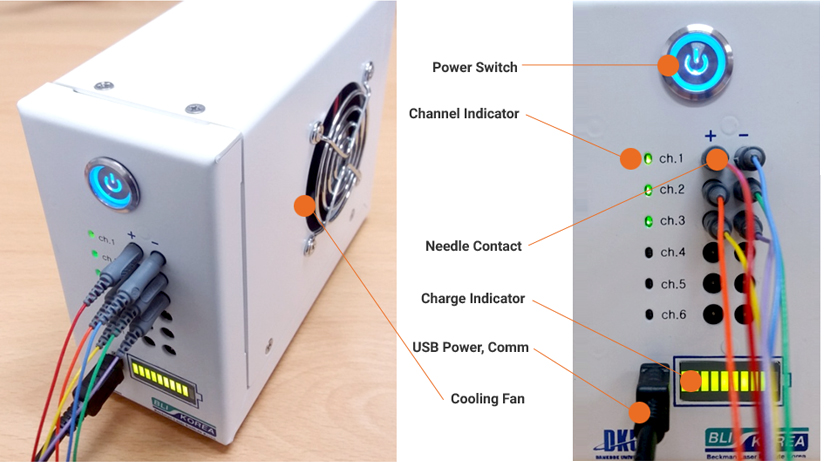 Power Switch
Channel Indicator
Needle Contact
Charge Indicator
USB Power, Comm
Cooling Fan
+ −
ch.1
ch.2
ch.3
ch.4
ch.5
ch.6
BLI KOREA
+ −
ch.1
ch.
BLI KOREA